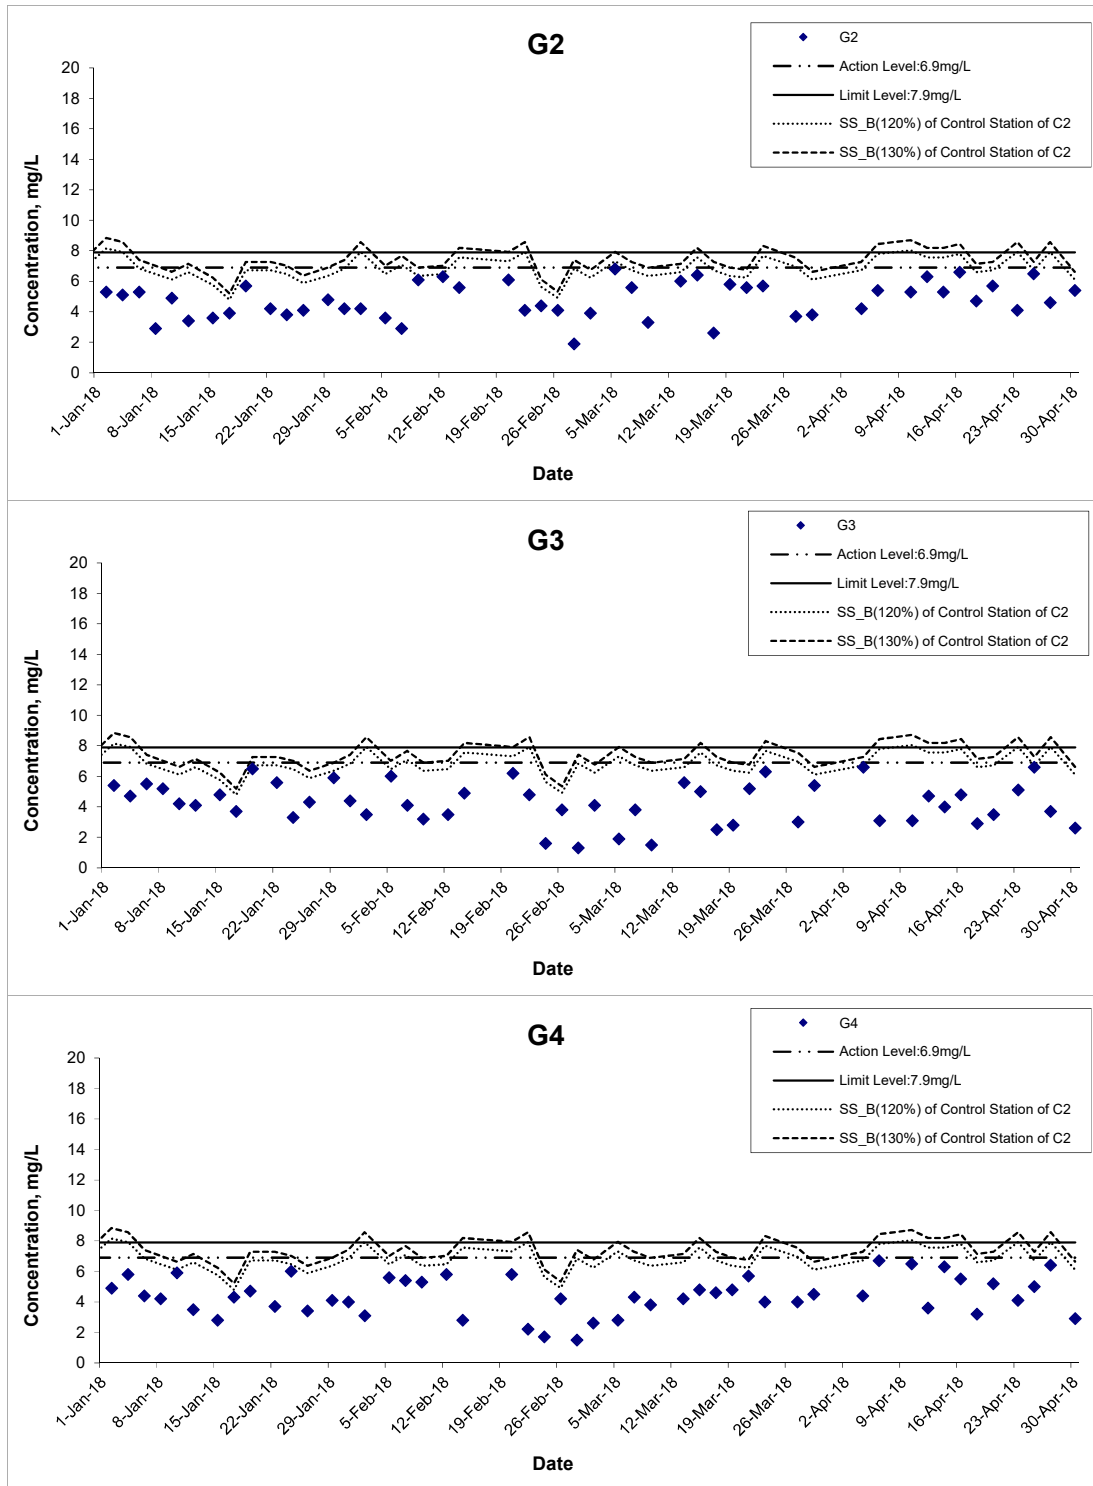 G2
G2
Action Level:6.9mg/L
Limit Level:7.9mg/L
SS_B(120%) of Control Station of C2
SS_B(130%) of Control Station of C2
Concentration, mg/L
20
18
16
14
12
10
8
6
4
2
0
1-Jan-18
8-Jan-18
15-Jan-18
22-Jan-18
29-Jan-18
5-Feb-18
12-Feb-18
19-Feb-18
26-Feb-18
5-Mar-18
12-Mar-18
19-Mar-18
26-Mar-18
2-Apr-18
9-Apr-18
16-Apr-18
23-Apr-18
30-Apr-18
Date
G3
G3
Action Level:6.9mg/L
Limit Level:7.9mg/L
SS_B(120%) of Control Station of C2
SS_B(130%) of Control Station of C2
Concentration, mg/L
20
18
16
14
12
10
8
6
4
2
0
1-Jan-18
8-Jan-18
15-Jan-18
22-Jan-18
29-Jan-18
5-Feb-18
12-Feb-18
19-Feb-18
26-Feb-18
5-Mar-18
12-Mar-18
19-Mar-18
26-Mar-18
2-Apr-18
9-Apr-18
16-Apr-18
23-Apr-18
30-Apr-18
Date
G4
G4
Action Level:6.9mg/L
Limit Level:7.9mg/L
SS_B(120%) of Control Station of C2
SS_B(130%) of Control Station of C2
Concentration, mg/L
20
18
16
14
12
10
8
6
4
2
0
1-Jan-18
8-Jan-18
15-Jan-18
22-Jan-18
29-Jan-18
5-Feb-18
12-Feb-18
19-Feb-18
26-Feb-18
5-Mar-18
12-Mar-18
19-Mar-18
26-Mar-18
2-Apr-18
9-Apr-18
16-Apr-18
23-Apr-18
30-Apr-18
Date